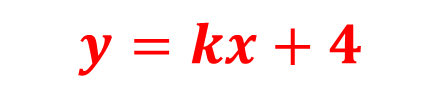 y = kx + 4